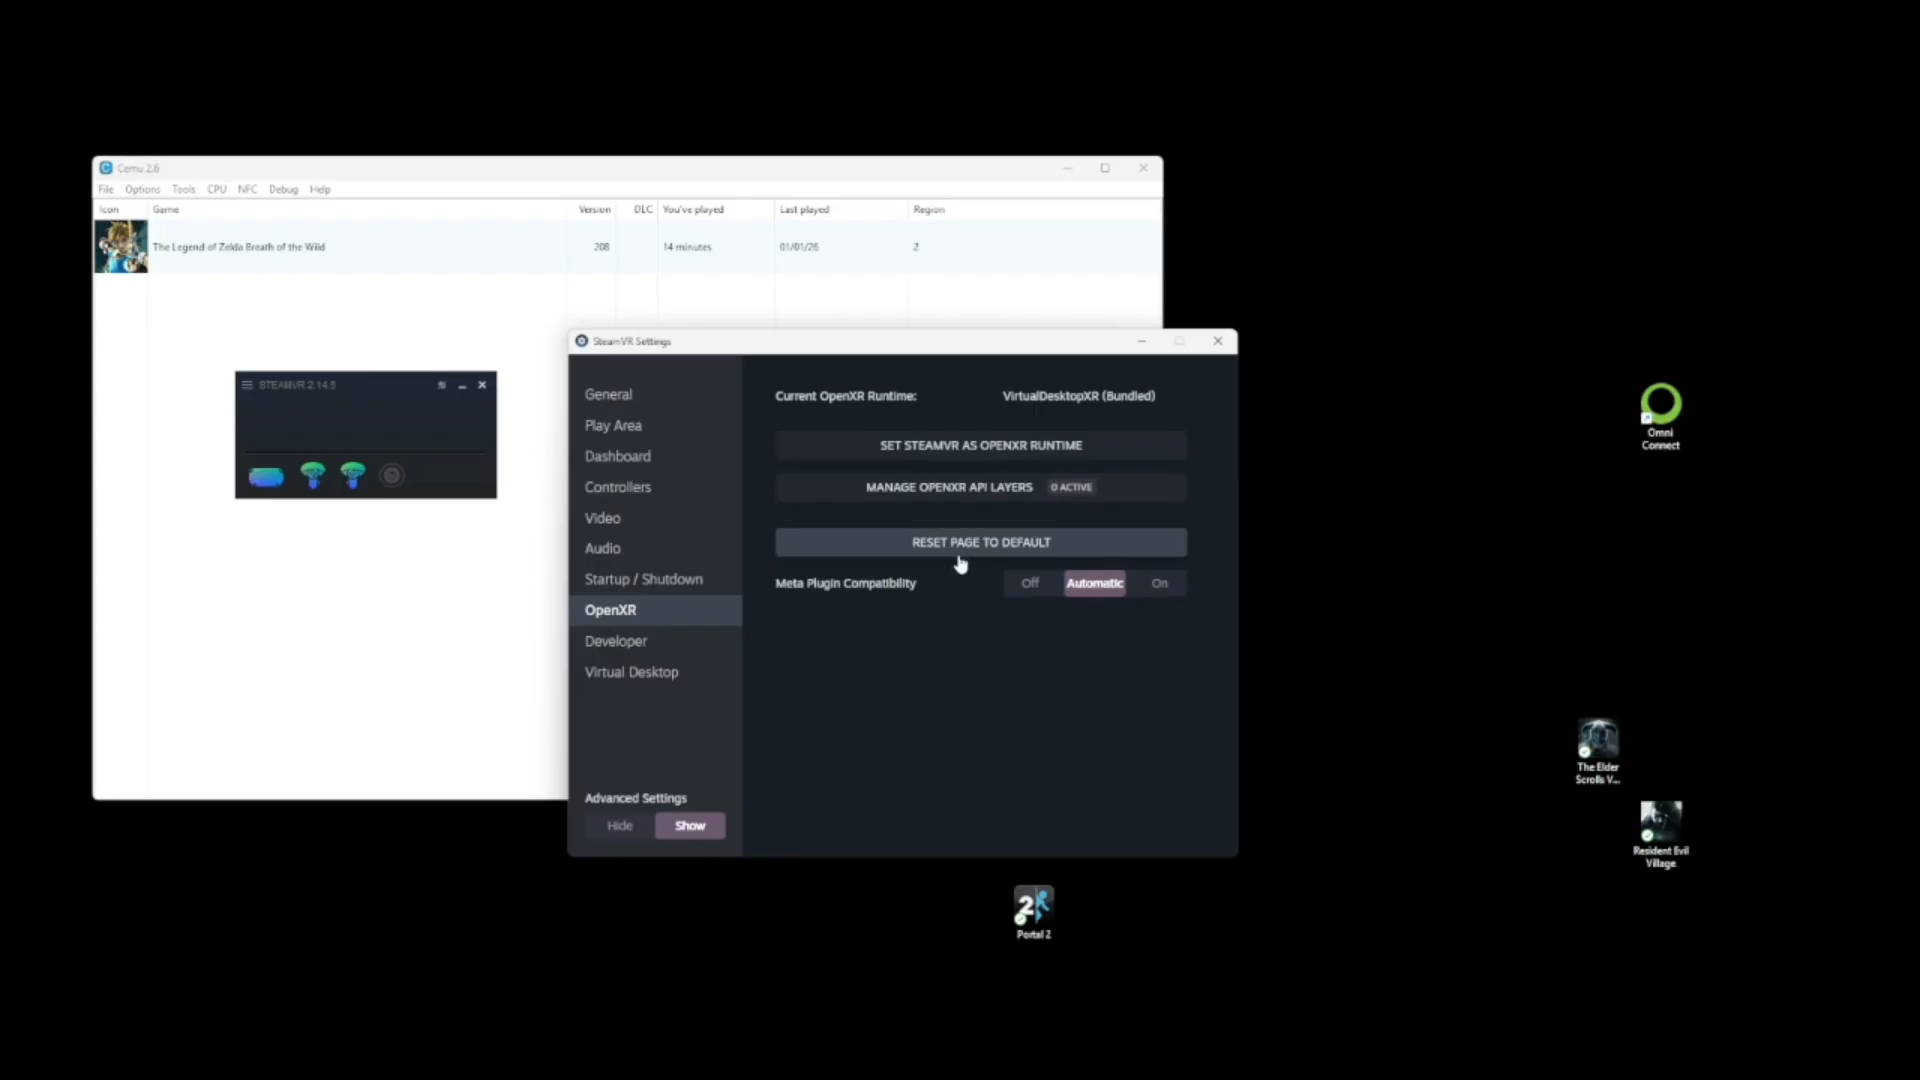 Cemu 2.6
File Options Tools CPU NFC Debug Help
Icon Game Version DLC You've played Last played Region
The Legend of Zelda Breath of the Wild 208 14 minutes 01/01/26 2
SteamVR Settings
STEAMVR 2.14.5
General
Play Area
Dashboard
Controllers
Video
Audio
Startup / Shutdown
OpenXR
Developer
Virtual Desktop
Advanced Settings
Hide Show
Current OpenXR Runtime: VirtualDesktopXR (Bundled)
SET STEAMVR AS OPENXR RUNTIME
MANAGE OPENXR API LAYERS 0 ACTIVE
RESET PAGE TO DEFAULT
Meta Plugin Compatibility Off Automatic On
Omni
Connect
The Elder
Scrolls V...
Resident Evil
Village
2
Portal 2